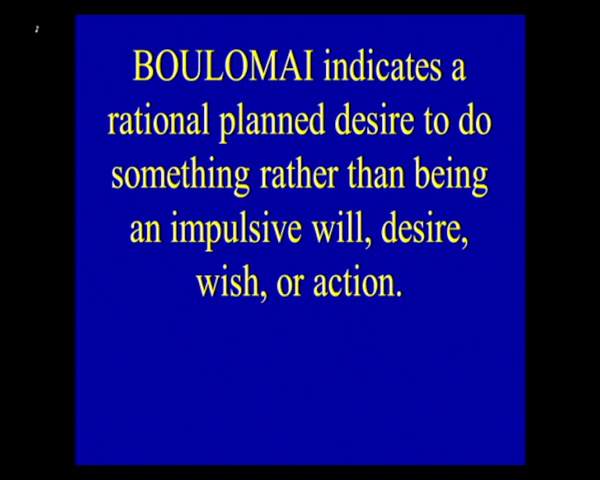 BOULOMAI indicates a
rational planned desire to do
something rather than being
an impulsive will, desire,
wish, or action.